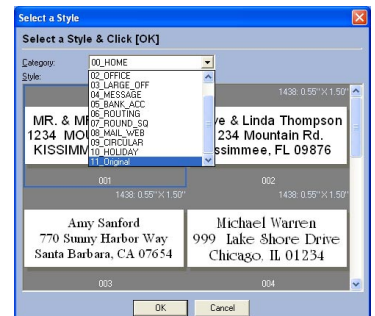 Select a Style
Select a Style & Click [OK]
Category: 00_HOME
Style:
02_OFFICE
03_LARGE_OFF
04_MESSAGE
05_BANK_ACC
06_ROUTING
07_ROUND_SQ
08_MAIL_WEB
09_CIRCULAR
10_HOLIDAY
11_Original
1438: 0.55" X 1.50"
MR. & M
1234 MO
KISSIMM
001
1438: 0.55" X 1.50"
ve & Linda Thompson
234 Mountain Rd.
ssimmee, FL 09876
002
1438: 0.55" X 1.50"
Amy Sanford
770 Sunny Harbor Way
Santa Barbara, CA 07654
003
1438: 0.55" X 1.50"
Michael Warren
999 Lake Shore Drive
Chicago, IL 01234
004
OK Cancel